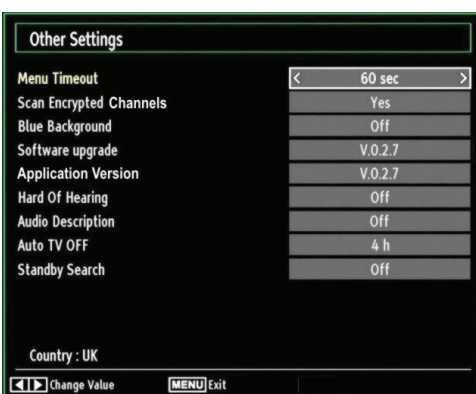 Other Settings
Menu Timeout < 60 sec >
Scan Encrypted Channels Yes
Blue Background Off
Software upgrade V.0.2.7
Application Version V.0.2.7
Hard Of Hearing Off
Audio Description Off
Auto TV OFF 4 h
Standby Search Off
Country : UK
Change Value MENU Exit